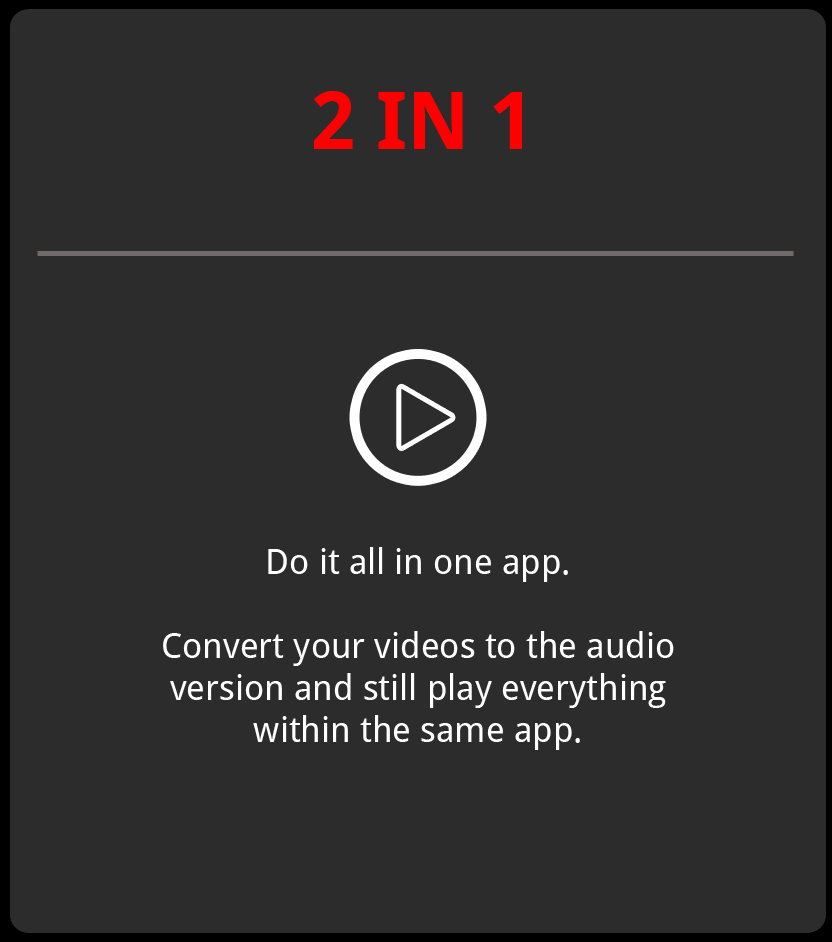 2 IN 1
Do it all in one app.
Convert your videos to the audio
version and still play everything
within the same app.